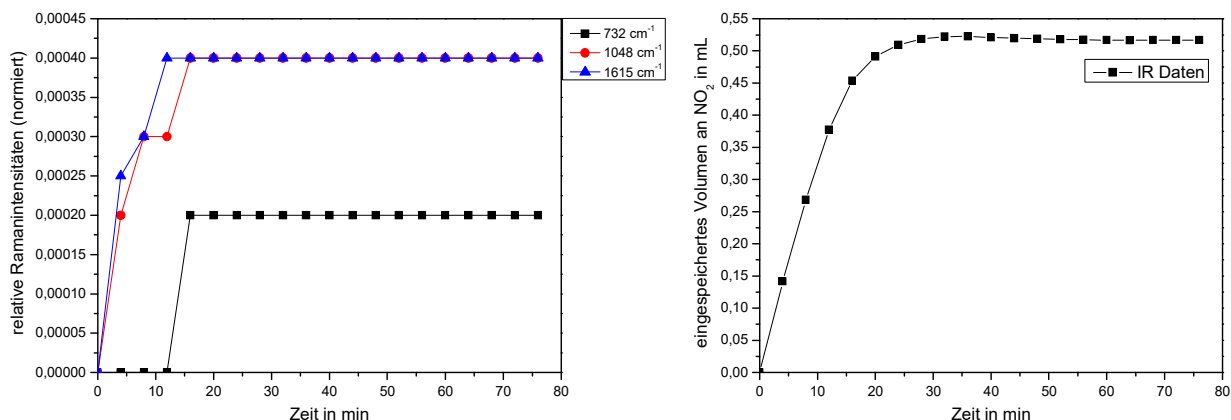 0,00045
0,00040
0,00035
0,00030
0,00025
0,00020
0,00015
0,00010
0,00005
0,00000
relative Ramanintensitäten (normiert)
0 10 20 30 40 50 60 70 80
Zeit in min
732 cm⁻¹
1048 cm⁻¹
1615 cm⁻¹
0,55
0,50
0,45
0,40
0,35
0,30
0,25
0,20
0,15
0,10
0,05
0,00
eingespeichertes Volumen an NO₂ in mL
IR Daten
0 10 20 30 40 50 60 70 80
Zeit in min